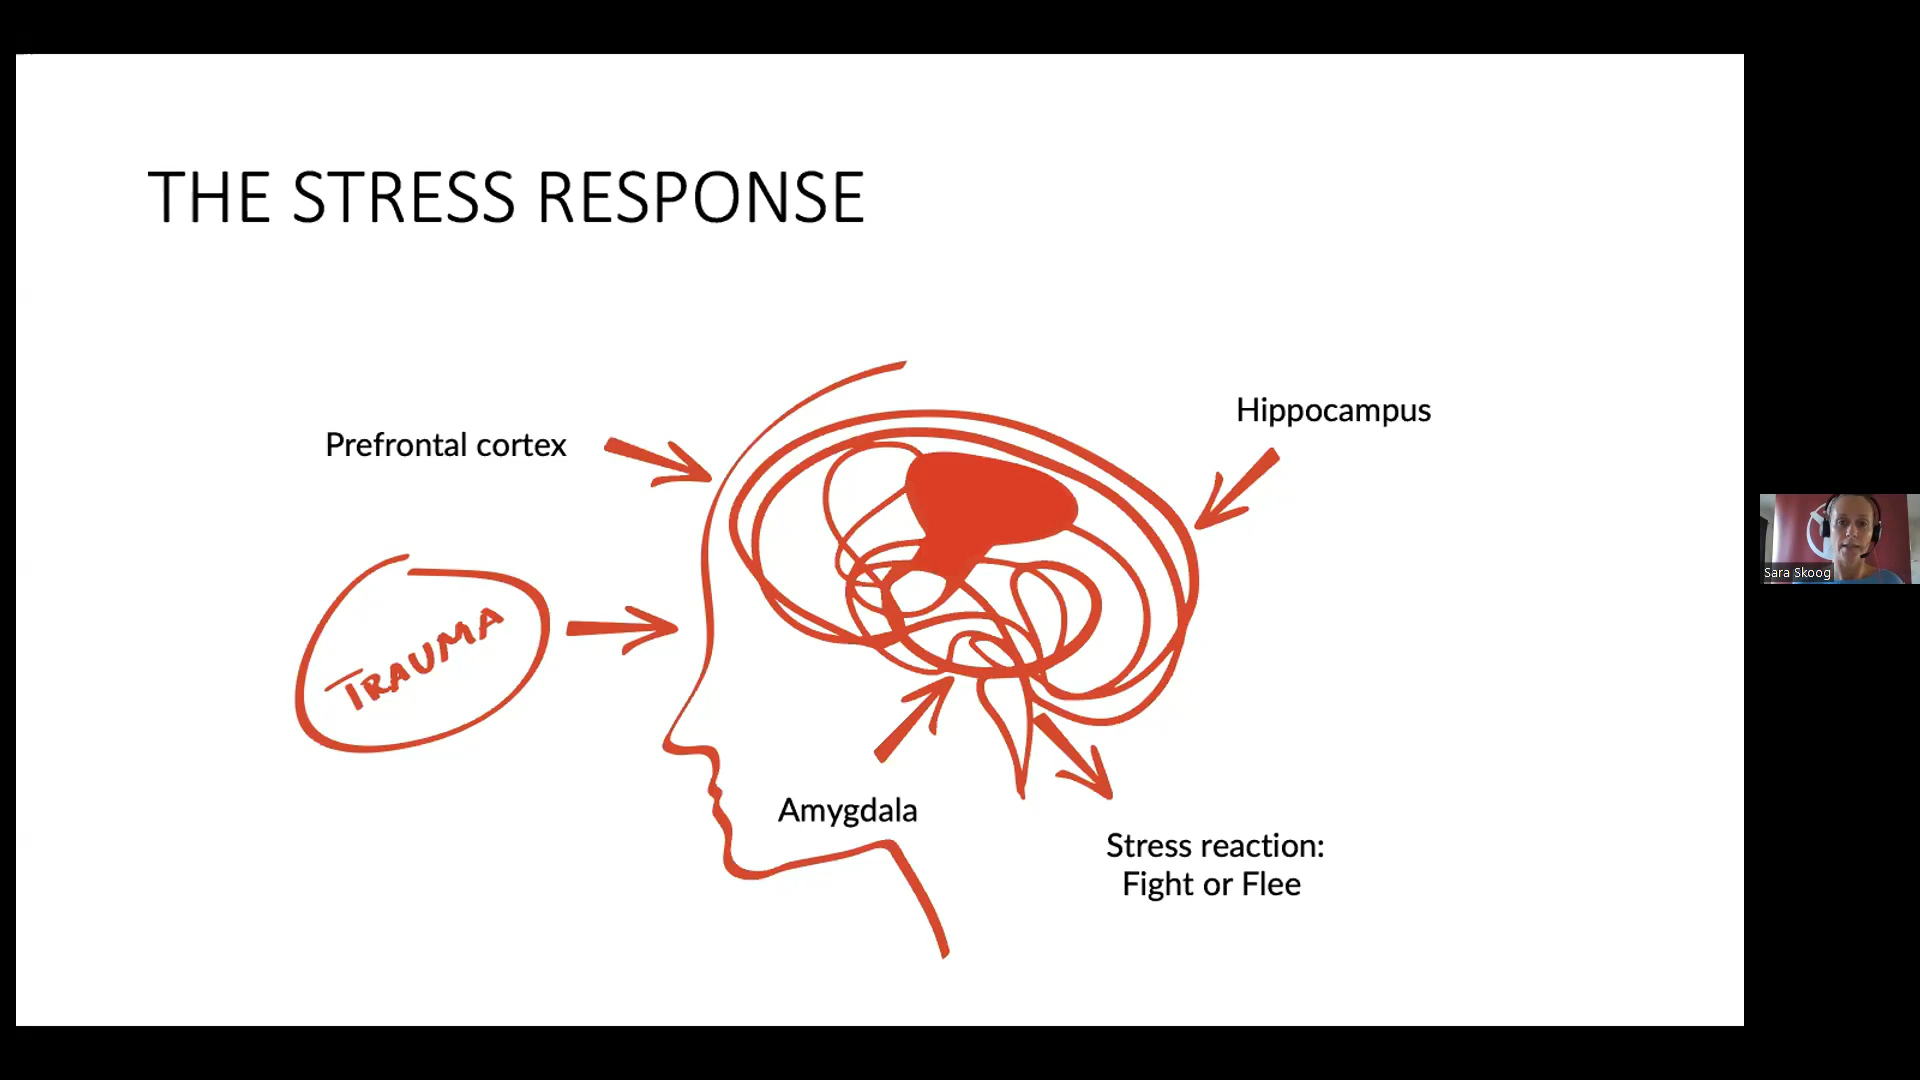 THE STRESS RESPONSE
Hippocampus
Prefrontal cortex
TRAUMA
Sara Skoog
Amygdala
Stress reaction:
Fight or Flee